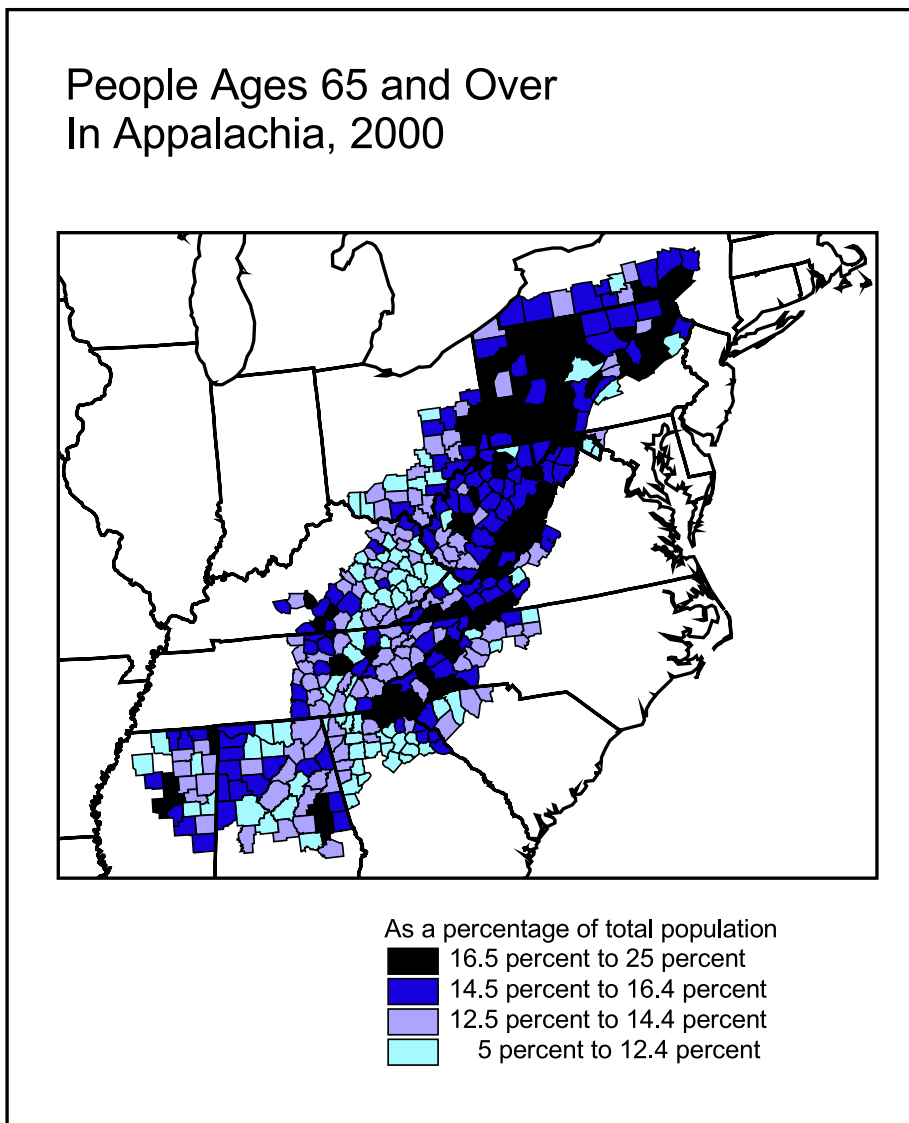 People Ages 65 and Over
In Appalachia, 2000
As a percentage of total population
16.5 percent to 25 percent
14.5 percent to 16.4 percent
12.5 percent to 14.4 percent
5 percent to 12.4 percent